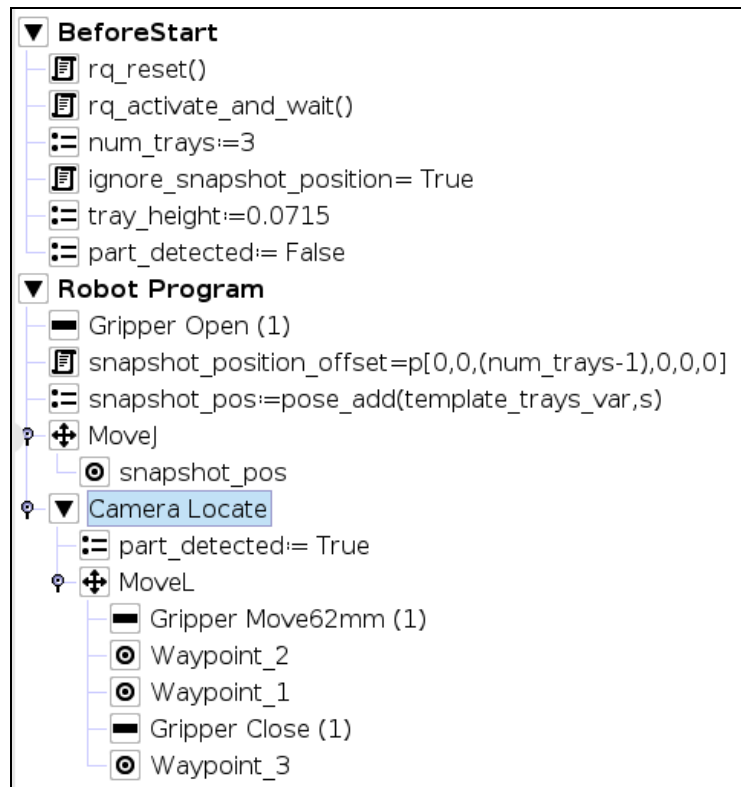 BeforeStart
rq_reset()
rq_activate_and_wait()
num_trays:=3
ignore_snapshot_position= True
tray_height:=0.0715
part_detected:= False
Robot Program
Gripper Open (1)
snapshot_position_offset=p[0,0,(num_trays-1),0,0,0]
snapshot_pos:=pose_add(template_trays_var,s)
MoveJ
snapshot_pos
Camera Locate
part_detected:= True
MoveL
Gripper Move62mm (1)
Waypoint_2
Waypoint_1
Gripper Close (1)
Waypoint_3